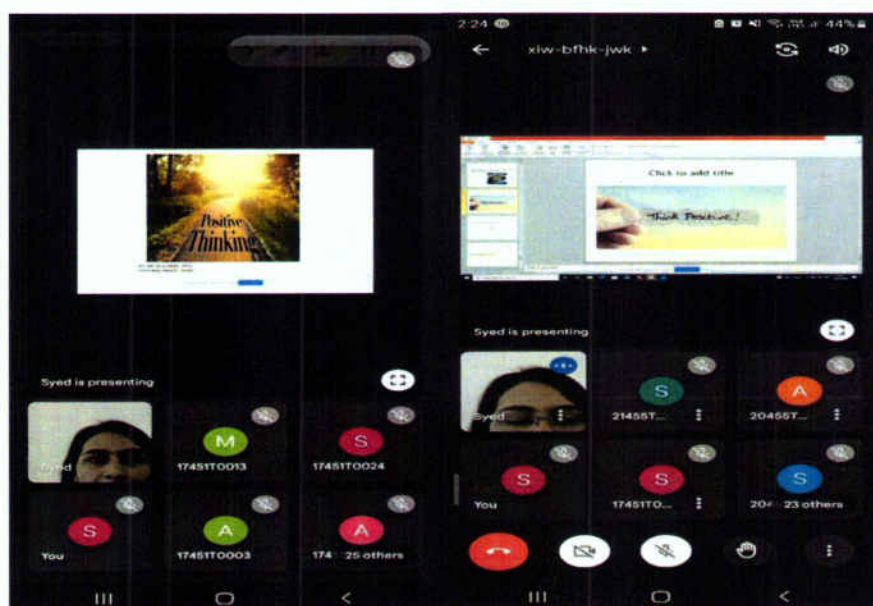 Positive
Thinking
Syed is presenting
Syed
M
17451T0013
S
17451T0024
S
You
A
17451T0003
A
174
25 others
2:24
44%
xiw-bfhk-jwk
Click to add title
Think Positive!
Syed is presenting
Syed
S
21455T...
A
20455T...
S
You
S
17451T0...
S
204
23 others